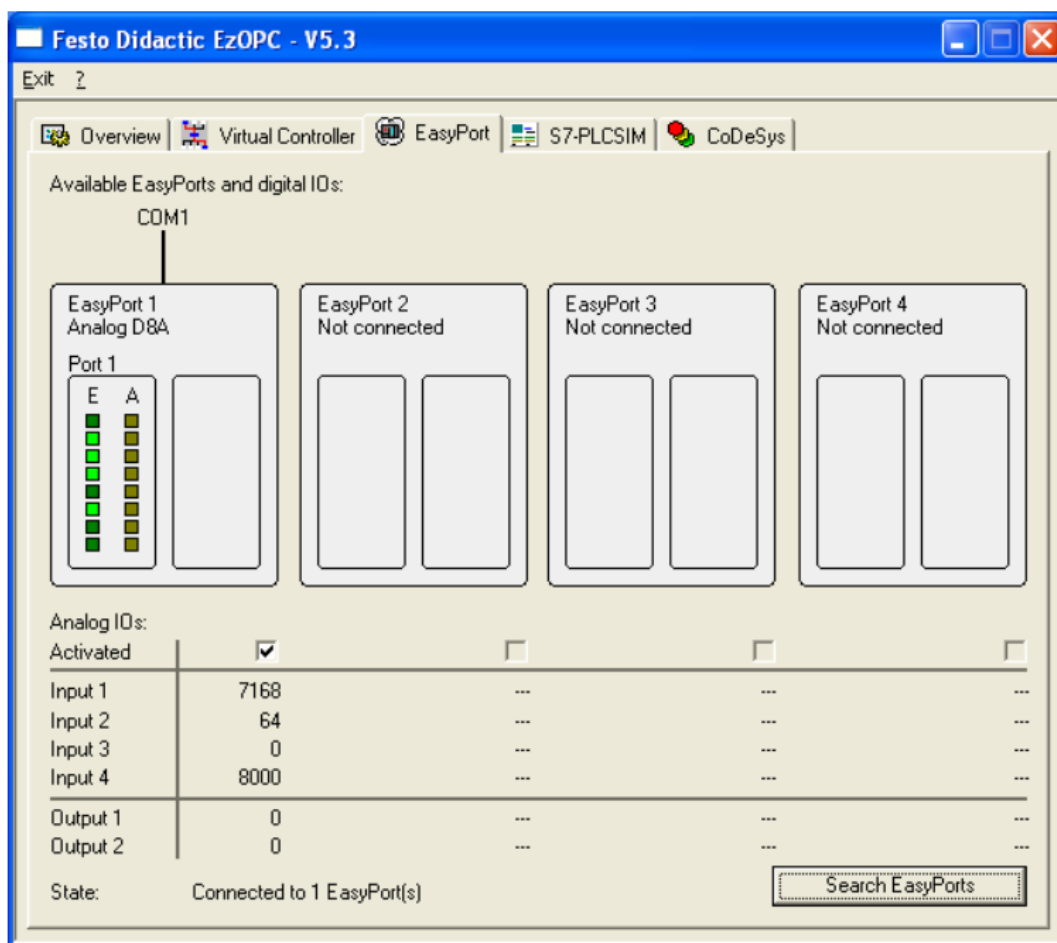 Festo Didactic EzOPC - V5.3
Exit ?
Overview Virtual Controller EasyPort S7-PLCSIM CoDeSys
Available EasyPorts and digital IOs:
COM1
EasyPort 1 EasyPort 2 EasyPort 3 EasyPort 4
Analog D8A Not connected Not connected Not connected
Port 1
E A
Analog IOs:
Activated
Input 1 7168 --- --- ---
Input 2 64 --- --- ---
Input 3 0 --- --- ---
Input 4 8000 --- --- ---
Output 1 0 --- --- ---
Output 2 0 --- --- ---
State: Connected to 1 EasyPort(s) Search EasyPorts